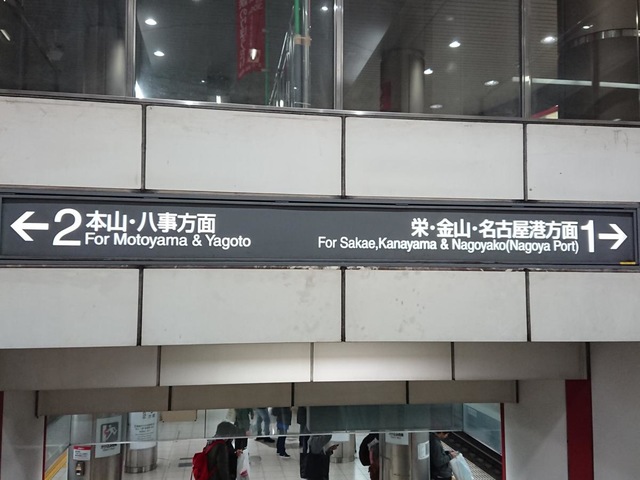 ←2 本山・八事方面
For Motoyama & Yagoto
栄・金山・名古屋港方面 1→
For Sakae,Kanayama & Nagoyako(Nagoya Port)